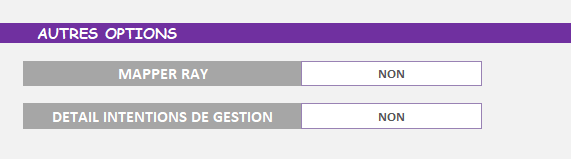 AUTRES OPTIONS
MAPPER RAY NON
DETAIL INTENTIONS DE GESTION NON